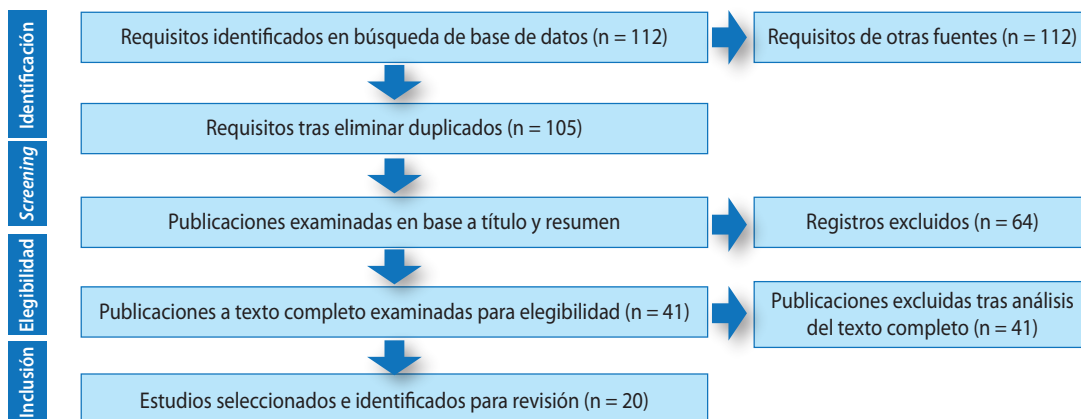 Identificación
Requisitos identificados en búsqueda de base de datos (n = 112)
Requisitos de otras fuentes (n = 112)
Requisitos tras eliminar duplicados (n = 105)
Screening
Publicaciones examinadas en base a título y resumen
Registros excluidos (n = 64)
Elegibilidad
Publicaciones a texto completo examinadas para elegibilidad (n = 41)
Publicaciones excluidas tras análisis
del texto completo (n = 41)
Inclusión
Estudios seleccionados e identificados para revisión (n = 20)